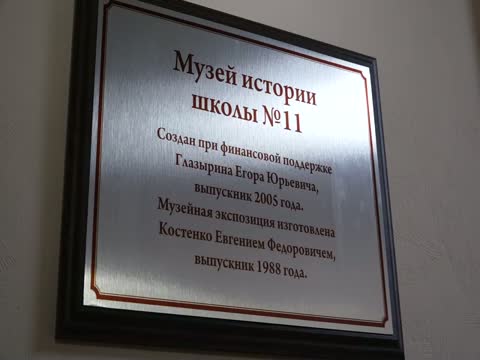 Музей истории
школы №11
Создан при финансовой поддержке
Глазырина Егора Юрьевича,
выпускник 2005 года.
Музейная экспозиция изготовлена
Костенко Евгением Федоровичем,
выпускник 1988 года.